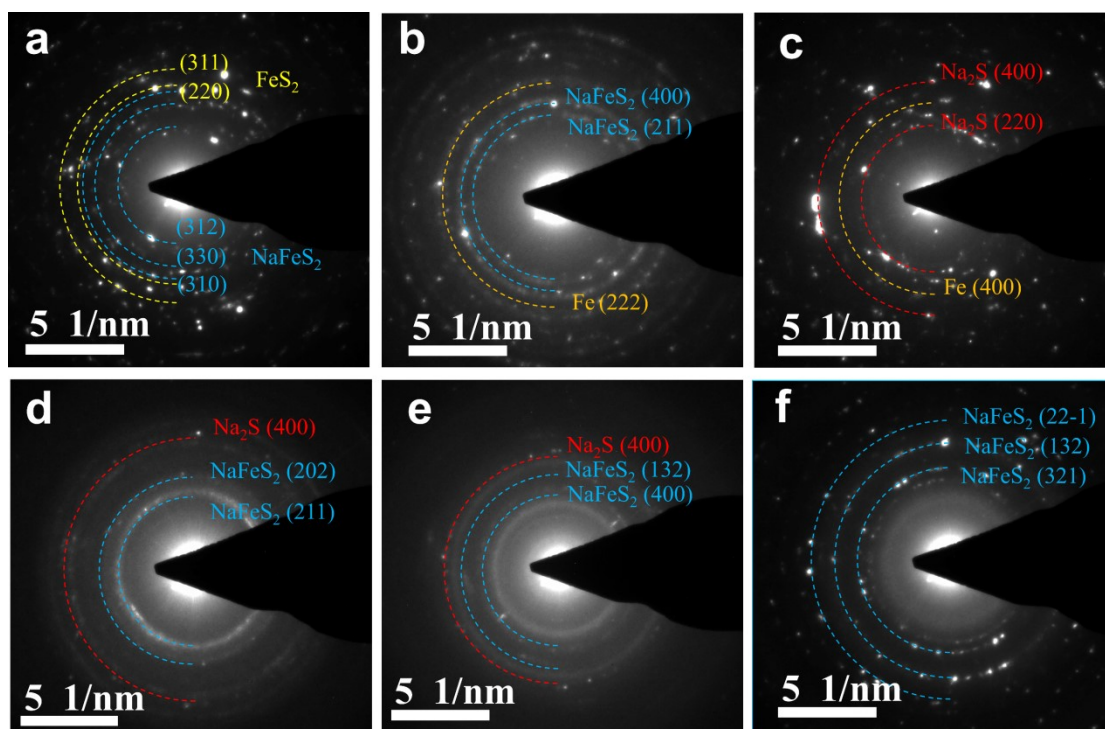 a
(311)
(220)
FeS₂
(312)
(330)
NaFeS₂
(310)
5 1/nm
b
NaFeS₂ (400)
NaFeS₂ (211)
Fe (222)
5 1/nm
c
Na₂S (400)
Na₂S (220)
Fe (400)
5 1/nm
d
Na₂S (400)
NaFeS₂ (202)
NaFeS₂ (211)
5 1/nm
e
Na₂S (400)
NaFeS₂ (132)
NaFeS₂ (400)
5 1/nm
f
NaFeS₂ (22-1)
NaFeS₂ (132)
NaFeS₂ (321)
5 1/nm